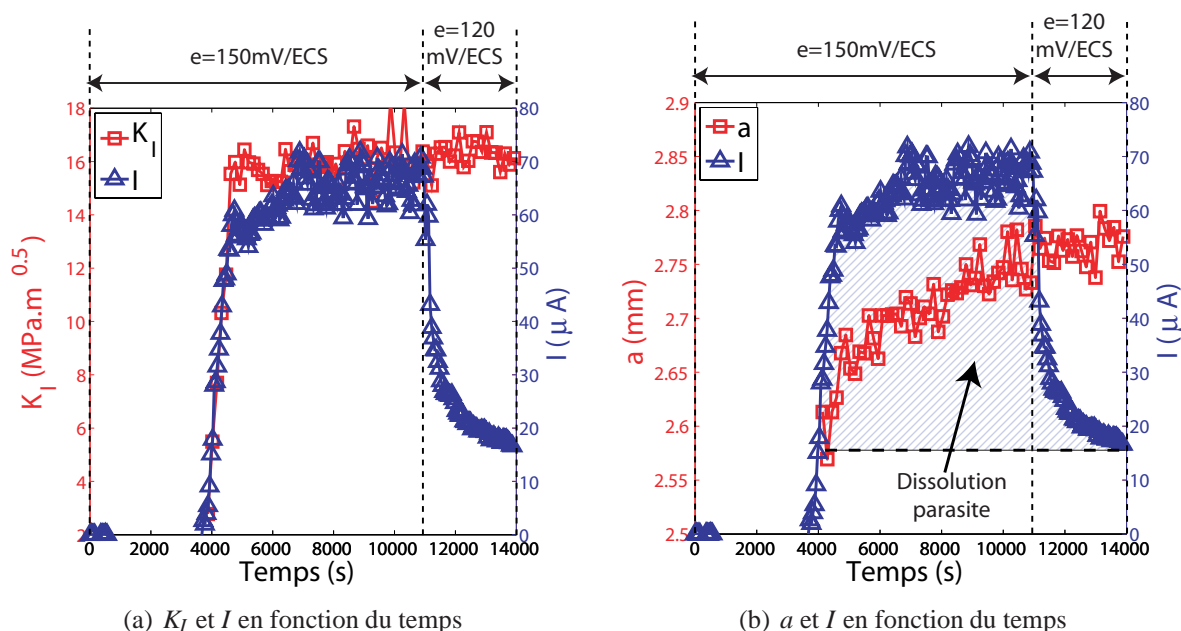 e=150mV/ECS
e=120
mV/ECS
K_I
I
18
16
14
12
10
8
6
4
2
K_I (MPa.m^0.5)
80
70
60
50
40
30
20
10
0
I ( μ A)
0 2000 4000 6000 8000 10000 12000 14000
Temps (s)
(a) K_I et I en fonction du temps
e=150mV/ECS
e=120
mV/ECS
a
I
2.9
2.85
2.8
2.75
2.7
2.65
2.6
2.55
2.5
a (mm)
80
70
60
50
40
30
20
10
0
I ( μ A)
Dissolution
parasite
0 2000 4000 6000 8000 10000 12000 14000
Temps (s)
(b) a et I en fonction du temps